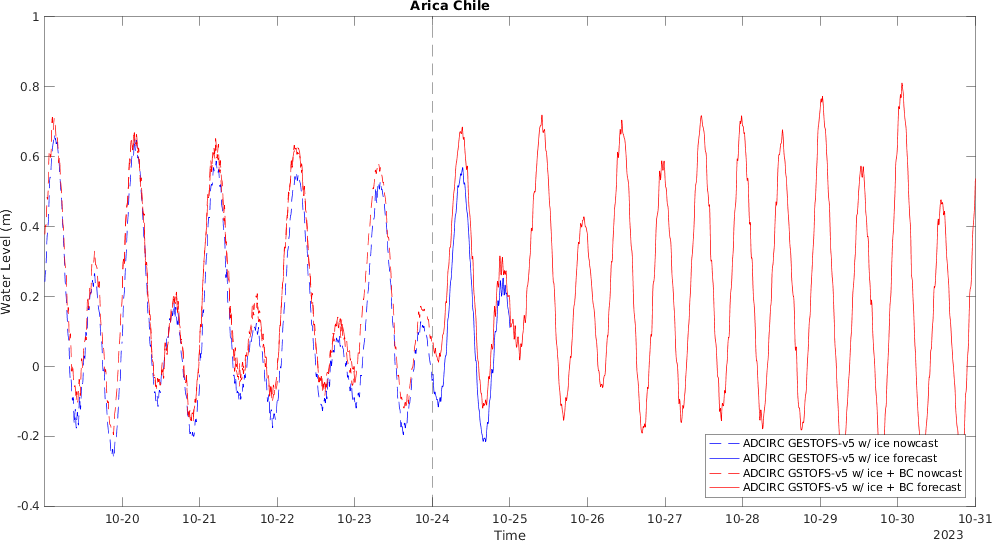 Arica Chile
Water Level (m)
1
0.8
0.6
0.4
0.2
0
-0.2
-0.4
ADCIRC GESTOFS-v5 w/ ice nowcast
ADCIRC GESTOFS-v5 w/ ice forecast
ADCIRC GSTOFS-v5 w/ ice + BC nowcast
ADCIRC GSTOFS-v5 w/ ice + BC forecast
10-20 10-21 10-22 10-23 10-24 10-25 10-26 10-27 10-28 10-29 10-30 10-31
Time
2023